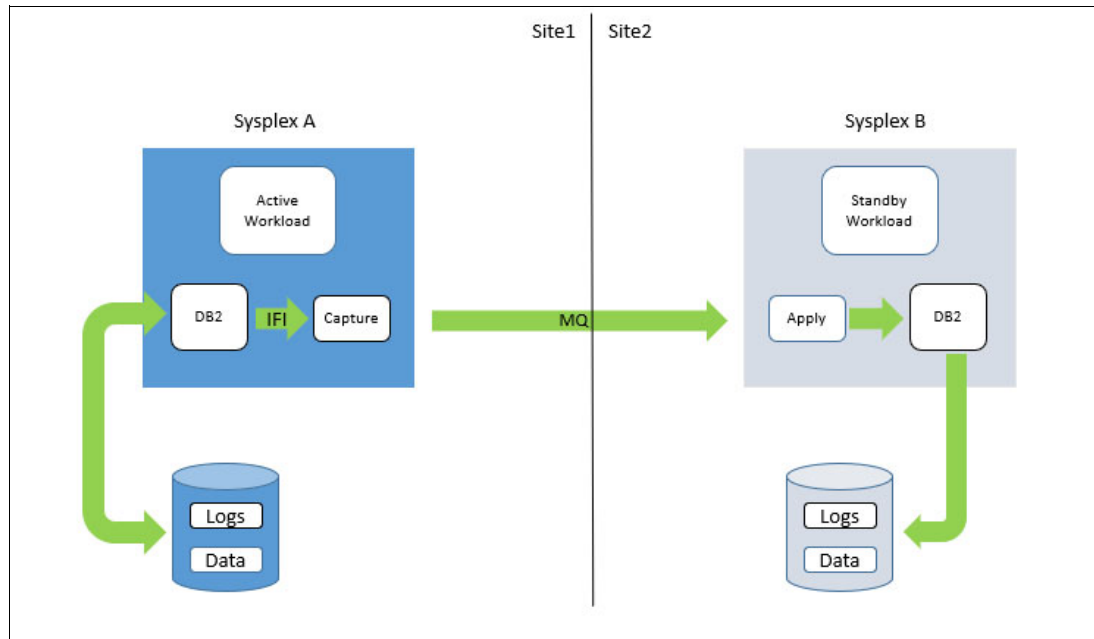 Site1
Site2
Sysplex A
Sysplex B
Active
Workload
Standby
Workload
DB2
IFI
Capture
MQ
Apply
DB2
Logs
Data
Logs
Data